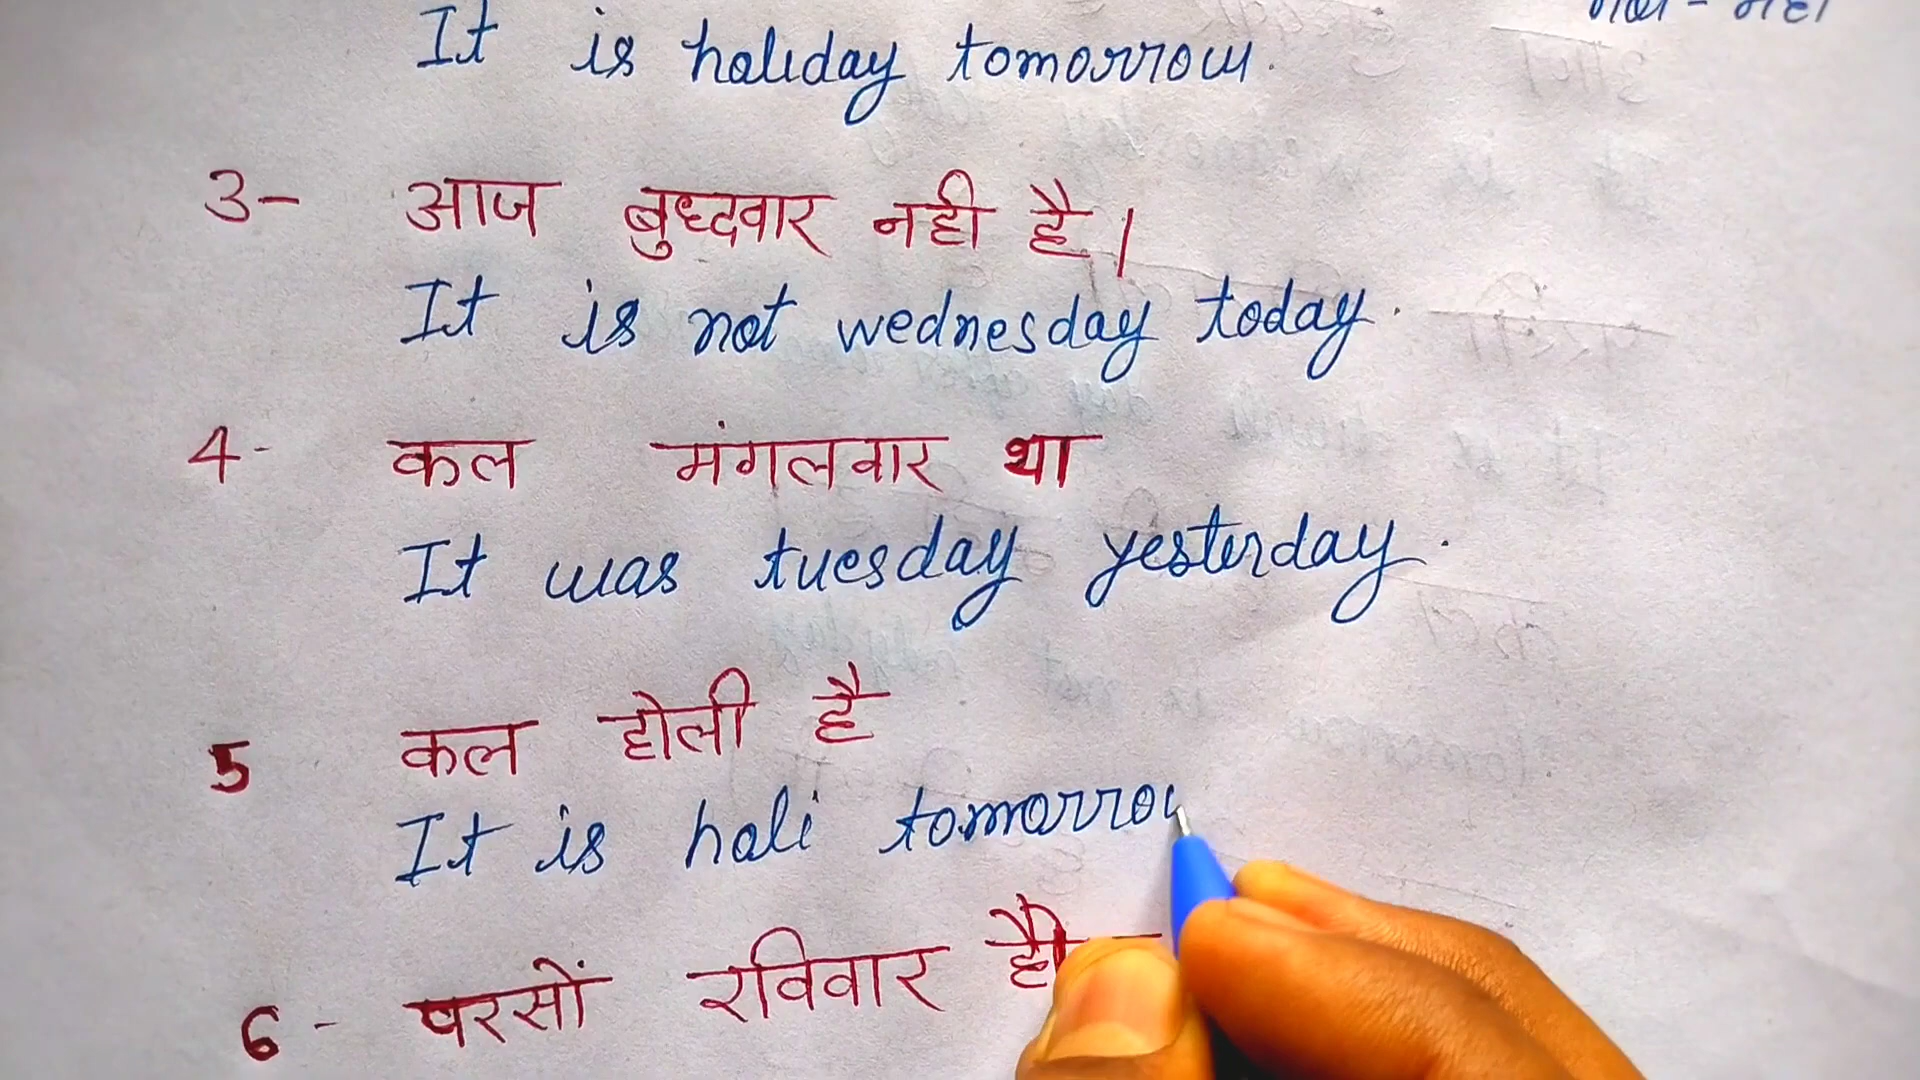 It is holiday tomorrow.
3- आज बुध्दवार नही है।
It is not wednesday today.
4- कल मंगलवार था
It was tuesday yesterday.
5 कल होली है
It is holi tomorrow
6- परसों रविवार